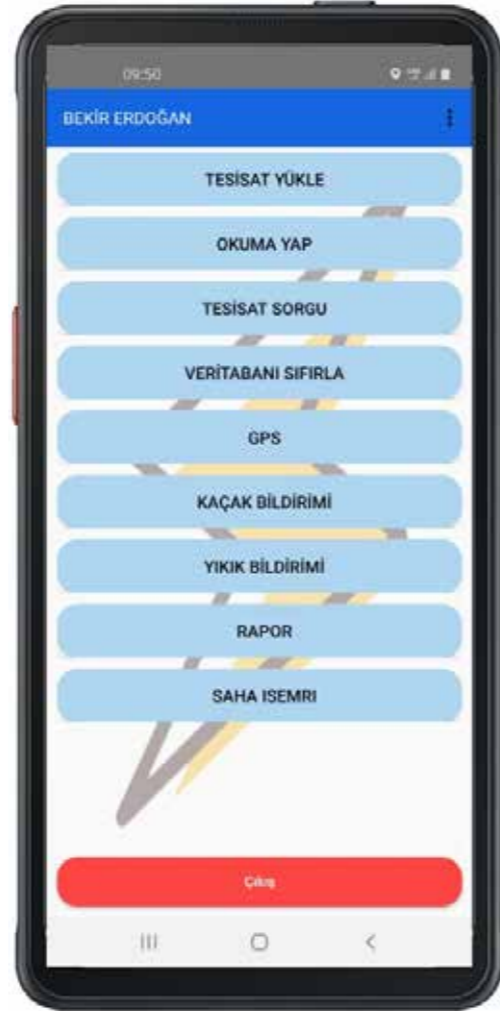 09:50
BEKİR ERDOĞAN
TESİSAT YÜKLE
OKUMA YAP
TESİSAT SORGU
VERİTABANI SIFIRLA
GPS
KAÇAK BİLDİRİMİ
YIKIK BİLDİRİMİ
RAPOR
SAHA ISEMRI
Çıkış